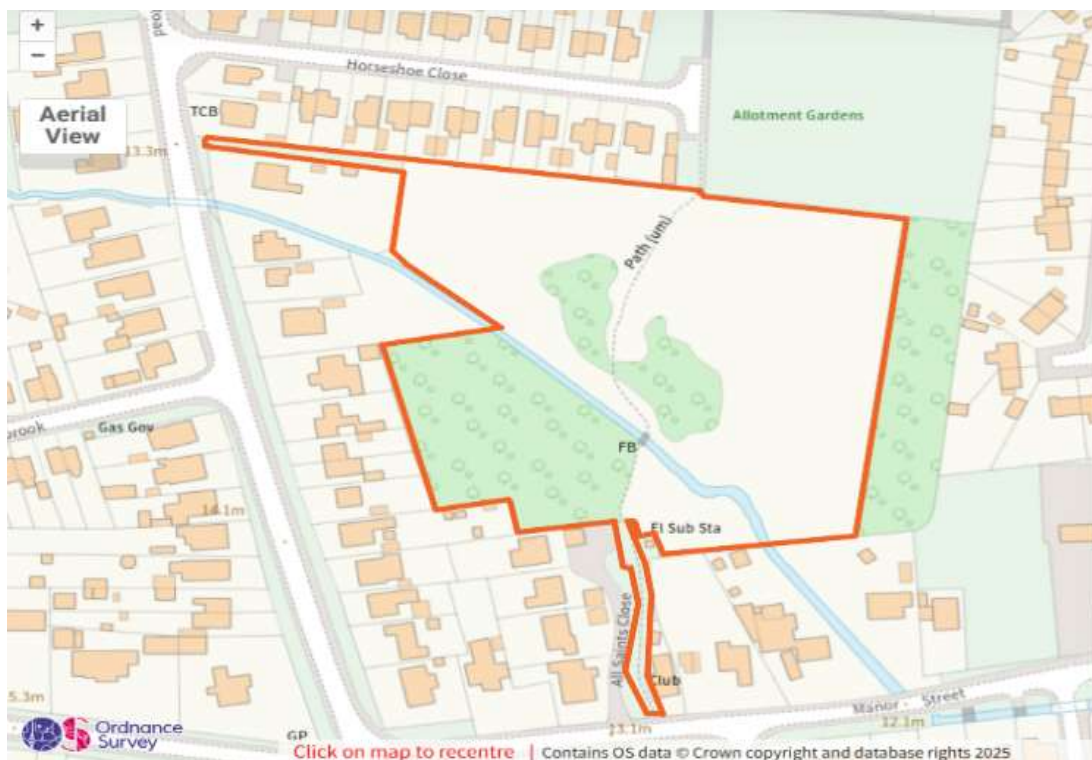 +
−
Aerial
View
oad
Horseshoe Close
TCB
13.3m
Allotment Gardens
Path (um)
brook
Gas Gov
FB
14.1m
El Sub Sta
All Saints Close
Club
5.3m
Manor Street
12.1m
13.1m
GP
Ordnance
Survey
Click on map to recentre | Contains OS data © Crown copyright and database rights 2025